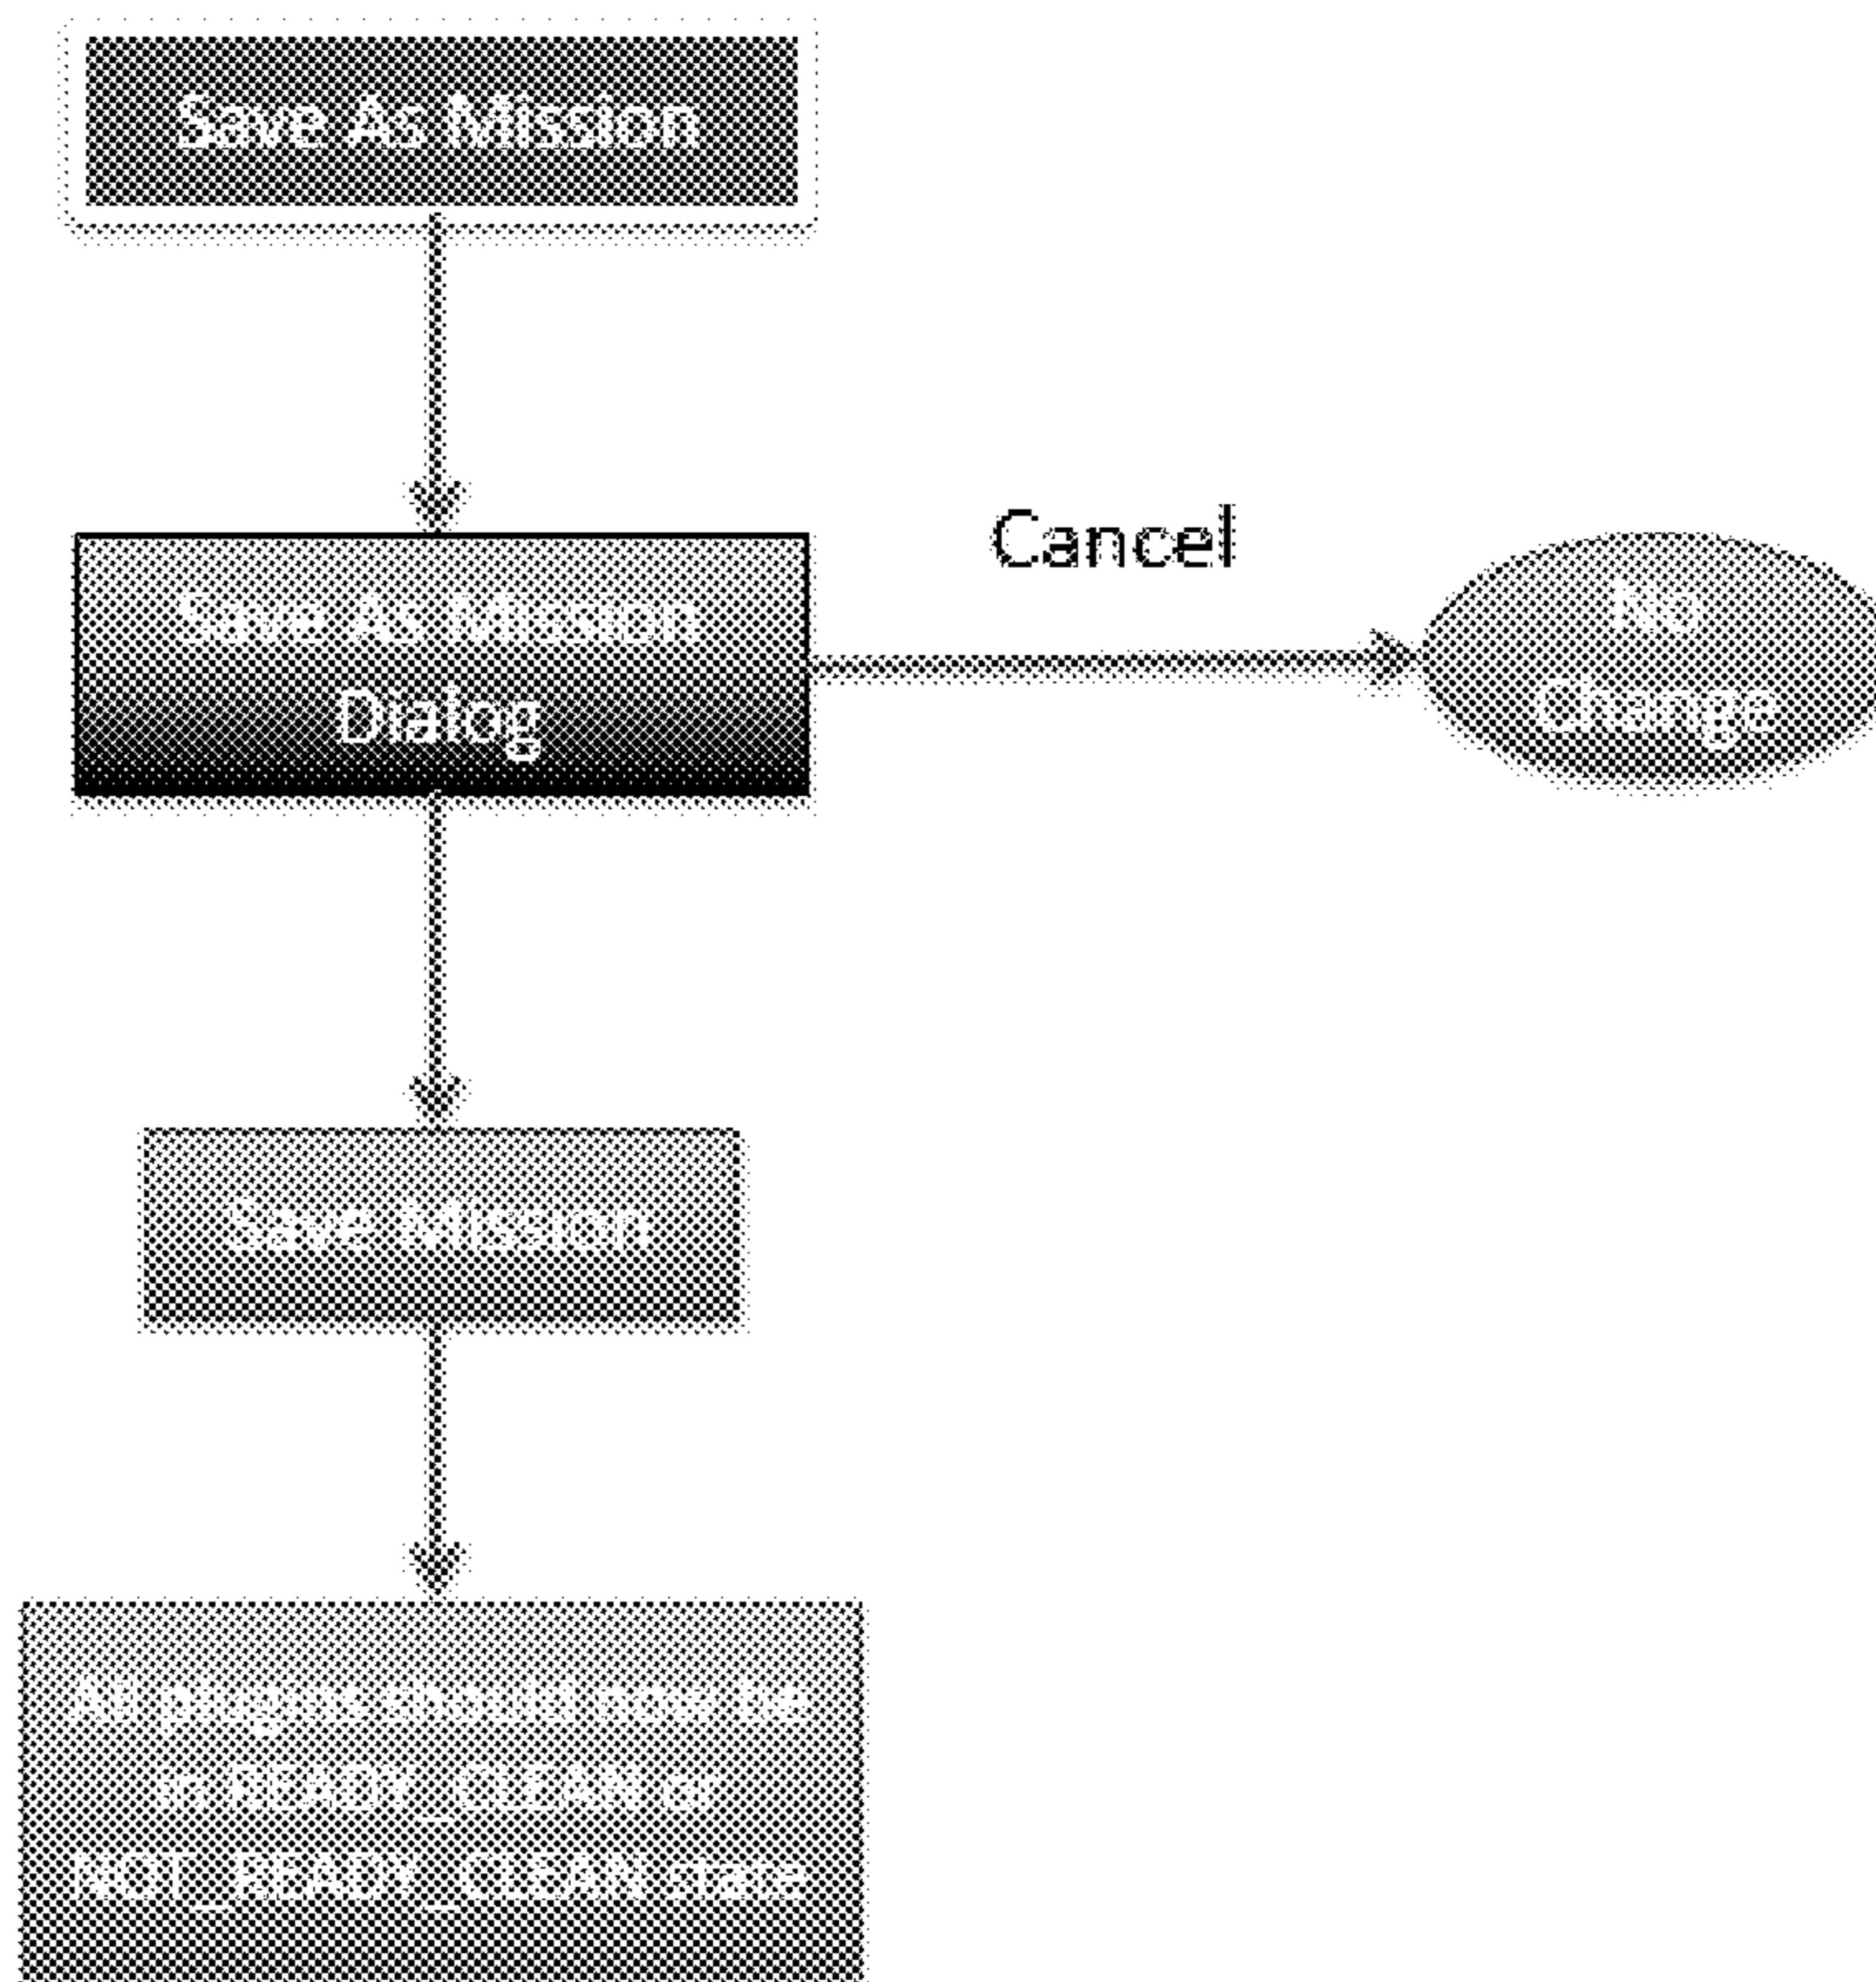 Save As Mission
Save As Mission
Dialog
Cancel
No
Change
Save Mission
All plugins should now be
in READY_CLEAN or
NOT_READY_CLEAN state